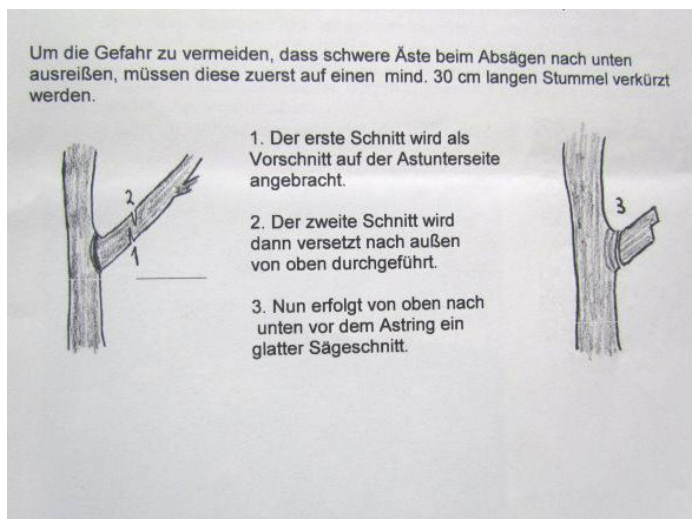 Um die Gefahr zu vermeiden, dass schwere Äste beim Absägen nach unten
ausreißen, müssen diese zuerst auf einen mind. 30 cm langen Stummel verkürzt
werden.
1. Der erste Schnitt wird als
Vorschnitt auf der Astunterseite
angebracht.
2. Der zweite Schnitt wird
dann versetzt nach außen
von oben durchgeführt.
3. Nun erfolgt von oben nach
unten vor dem Astring ein
glatter Sägeschnitt.
2
1
3